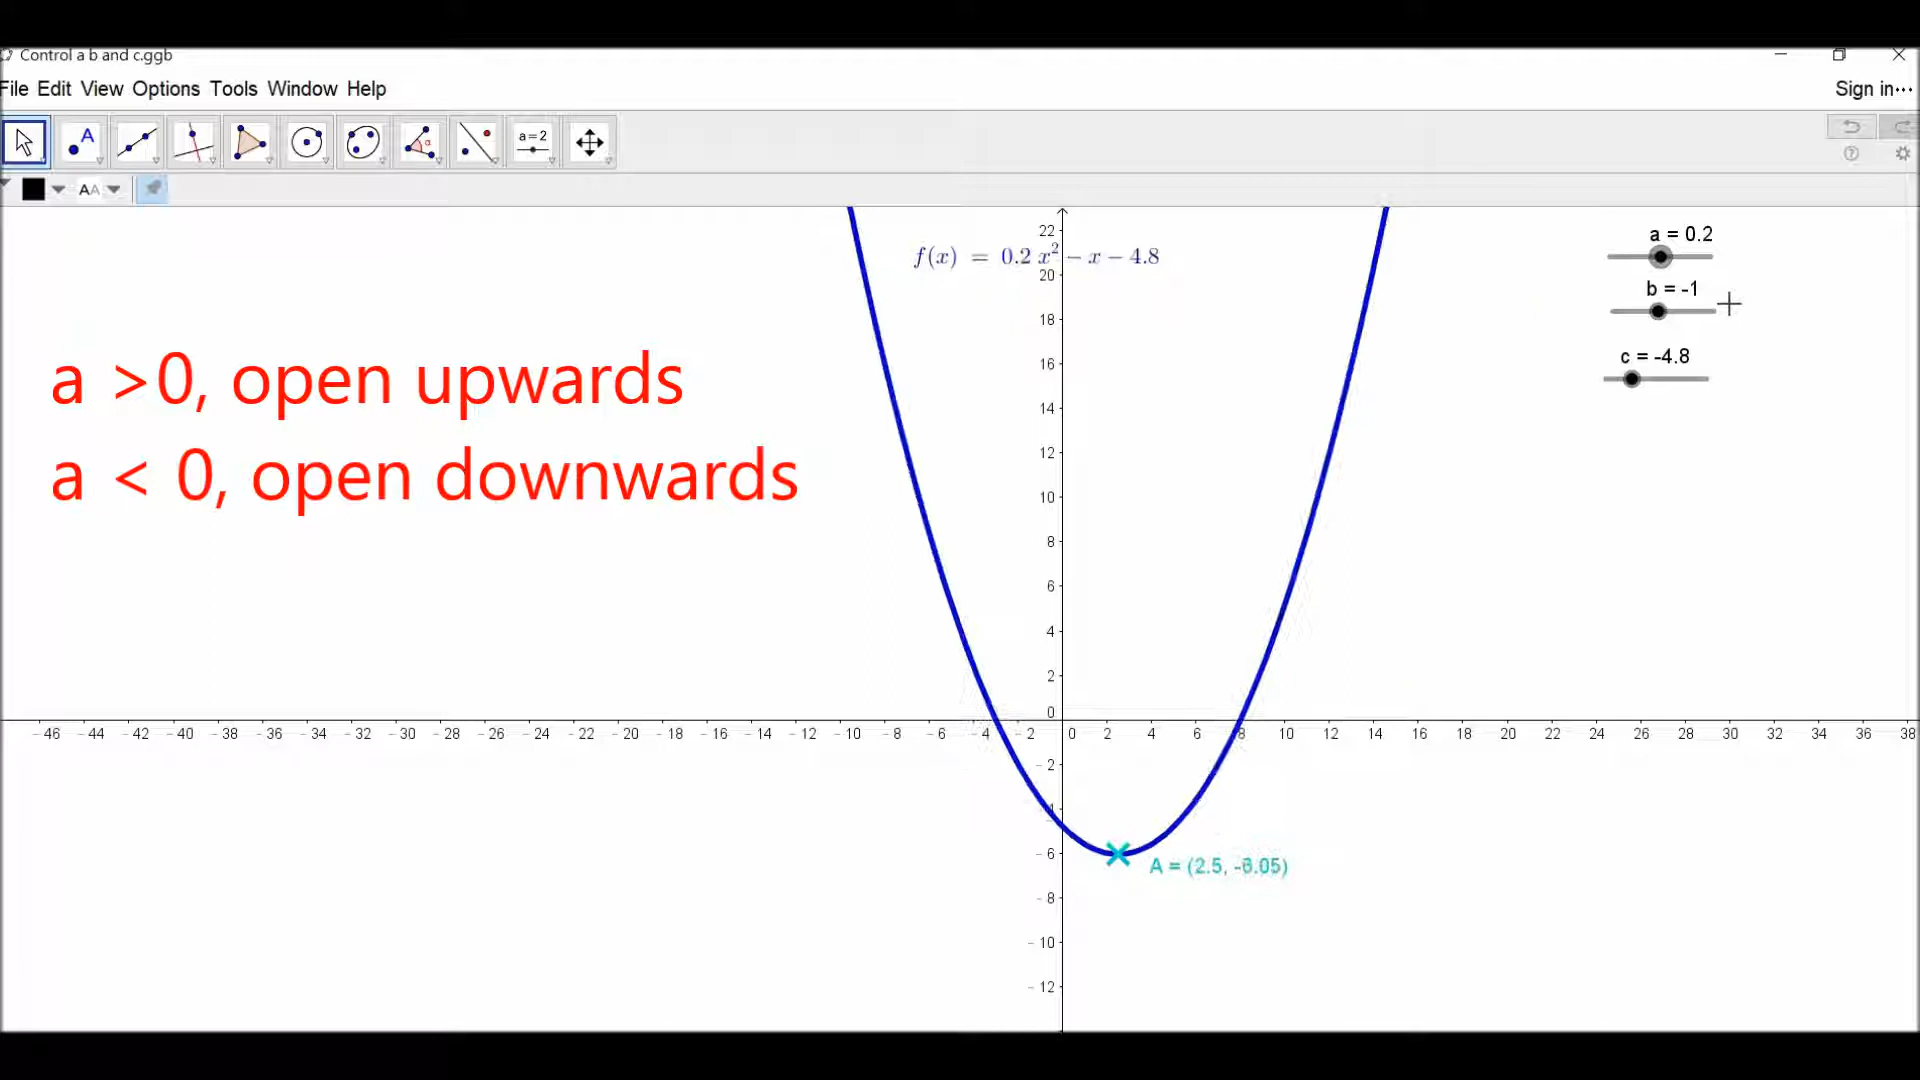 Control a b and c.ggb
File Edit View Options Tools Window Help
Sign in...
A
α
a = 2
AA
f(x) = 0.2 x² − x − 4.8
a = 0.2
b = -1
c = -4.8
a >0, open upwards
a < 0, open downwards
22
20
18
16
14
12
10
8
6
4
2
0
-46 -44 -42 -40 -38 -36 -34 -32 -30 -28 -26 -24 -22 -20 -18 -16 -14 -12 -10 -8 -6 -4 -2 0 2 4 6 8 10 12 14 16 18 20 22 24 26 28 30 32 34 36 38
-2
-4
-6
A = (2.5, -6.05)
-8
-10
-12